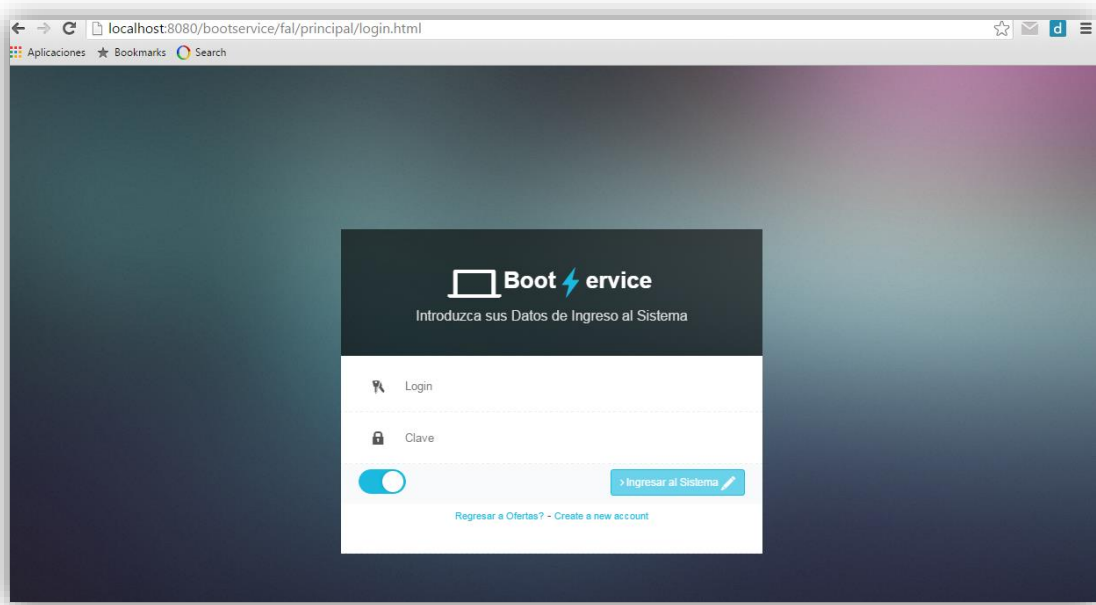 localhost:8080/bootservice/fal/principal/login.html
d
Aplicaciones Bookmarks Search
Boot ervice
Introduzca sus Datos de Ingreso al Sistema
Login
Clave
› Ingresar al Sistema
Regresar a Ofertas? - Create a new account